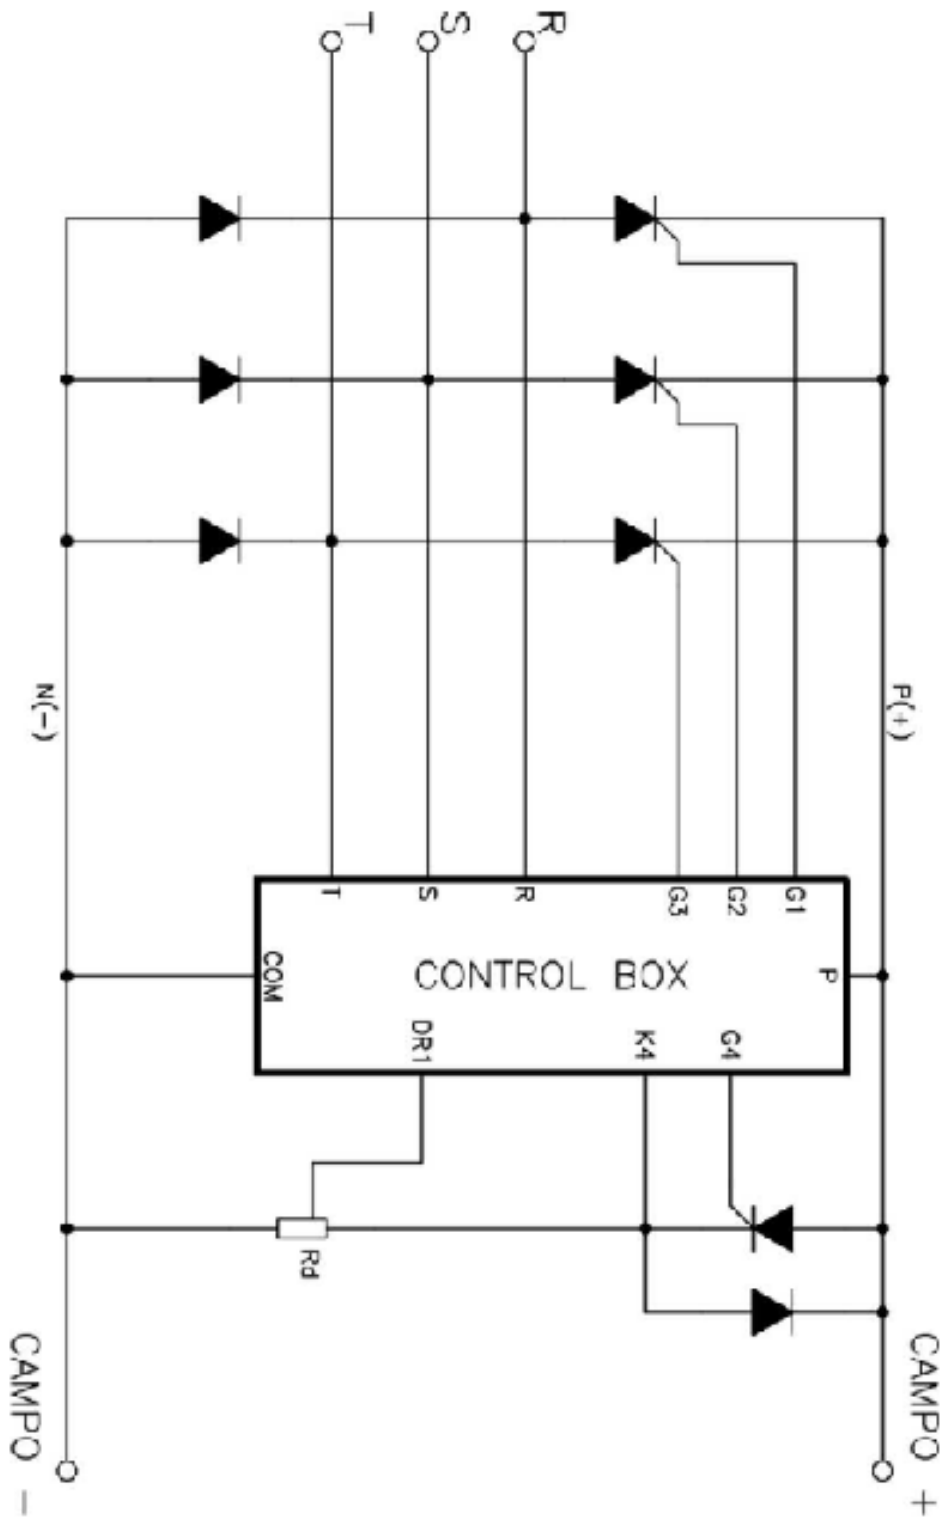 T
S
R
N(-)
P(+)
T
S
R
G3
G2
G1
COM
CONTROL BOX
P
DR1
K4
G4
Rd
CAMPO -
CAMPO +